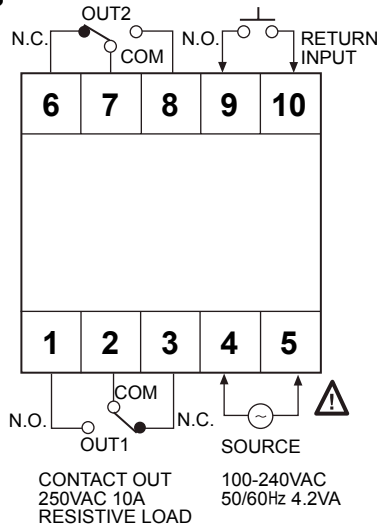 OUT2
N.C.
COM
N.O.
RETURN
INPUT
6 7 8 9 10
1 2 3 4 5
N.O.
COM
OUT1
N.C.
SOURCE
CONTACT OUT
250VAC 10A
RESISTIVE LOAD
100-240VAC
50/60Hz 4.2VA